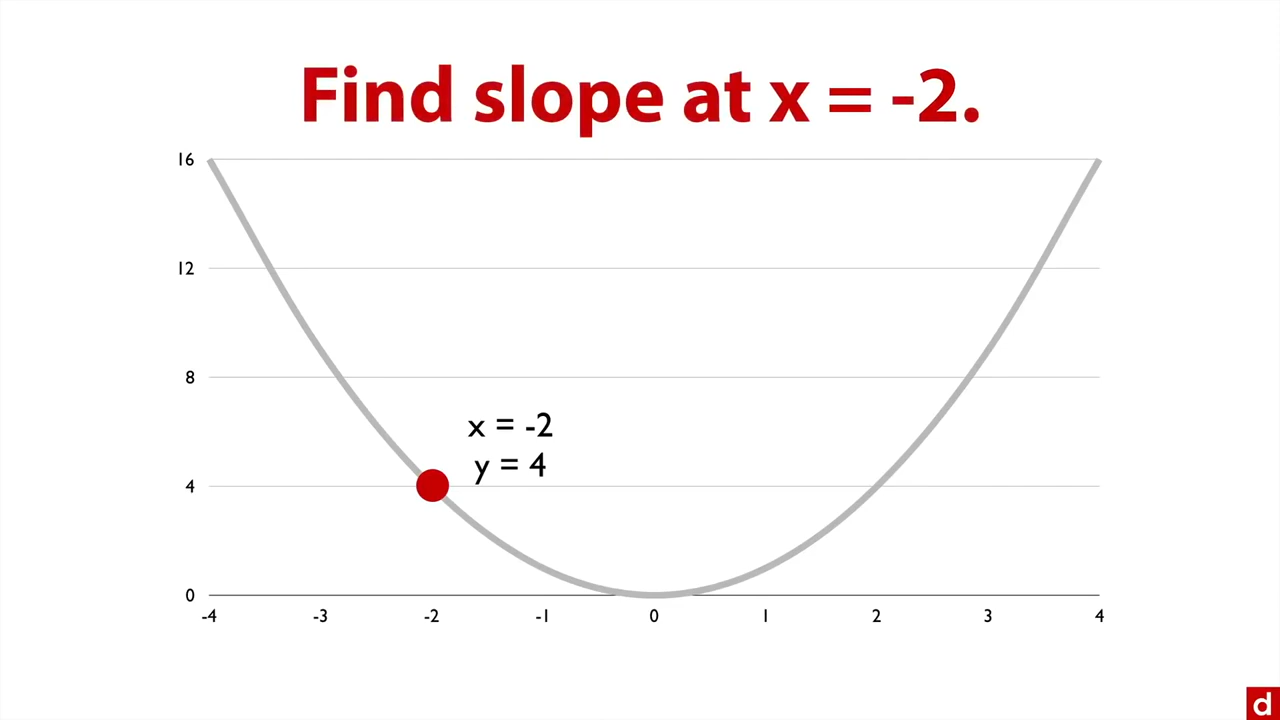 Find slope at x = -2.
16
12
8
x = -2
y = 4
4
0
-4 -3 -2 -1 0 1 2 3 4
d